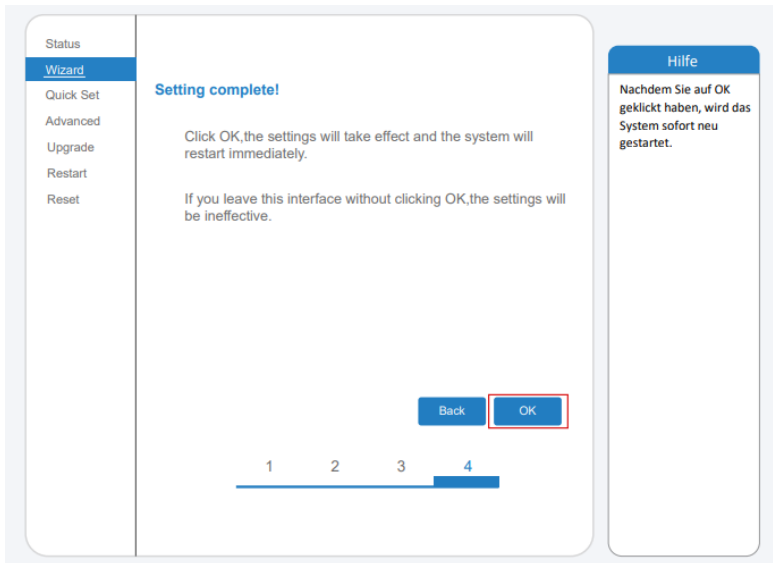 Status
Wizard
Quick Set
Advanced
Upgrade
Restart
Reset
Setting complete!
Click OK,the settings will take effect and the system will
restart immediately.
If you leave this interface without clicking OK,the settings will
be ineffective.
Back
OK
1 2 3 4
Hilfe
Nachdem Sie auf OK
geklickt haben, wird das
System sofort neu
gestartet.